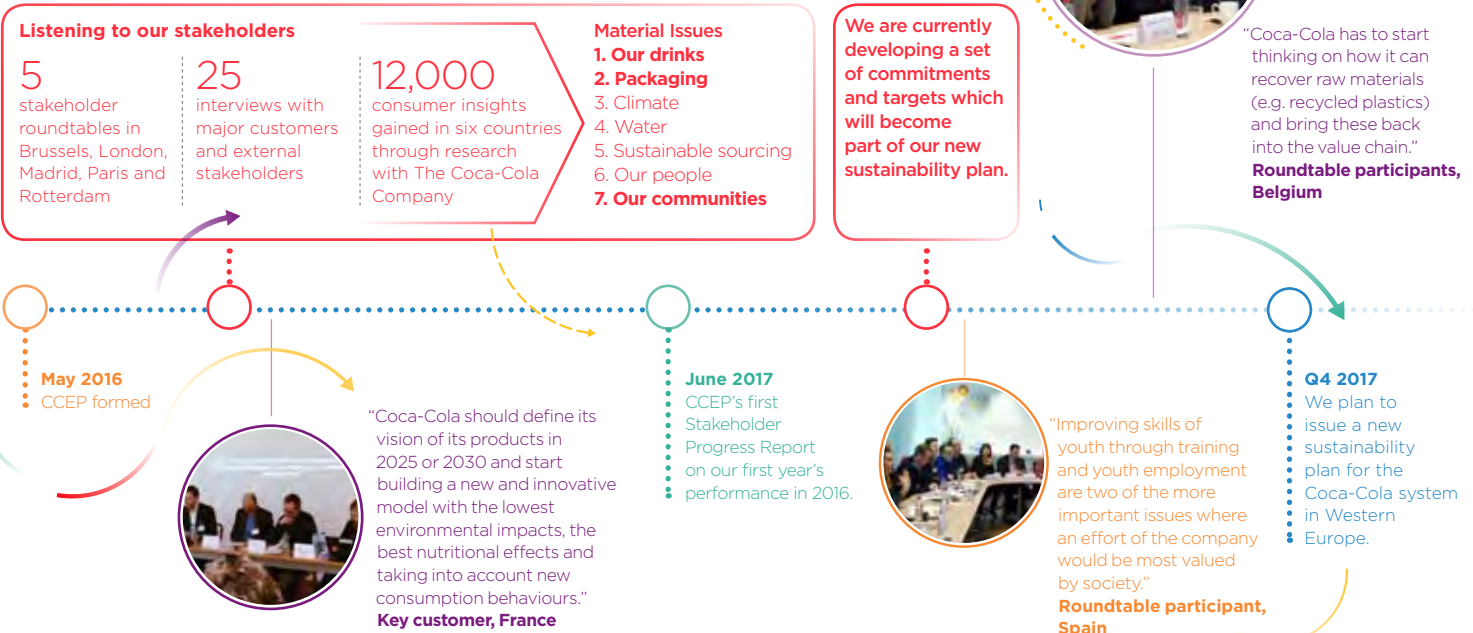 Listening to our stakeholders
5
stakeholder
roundtables in
Brussels, London,
Madrid, Paris and
Rotterdam
25
interviews with
major customers
and external
stakeholders
12,000
consumer insights
gained in six countries
through research
with The Coca-Cola
Company
Material Issues
1. Our drinks
2. Packaging
3. Climate
4. Water
5. Sustainable sourcing
6. Our people
7. Our communities
We are currently
developing a set
of commitments
and targets which
will become
part of our new
sustainability plan.
“Coca-Cola has to start
thinking on how it can
recover raw materials
(e.g. recycled plastics)
and bring these back
into the value chain.”
Roundtable participants,
Belgium
May 2016
CCEP formed
“Coca-Cola should define its
vision of its products in
2025 or 2030 and start
building a new and innovative
model with the lowest
environmental impacts, the
best nutritional effects and
taking into account new
consumption behaviours.”
Key customer, France
June 2017
CCEP’s first
Stakeholder
Progress Report
on our first year’s
performance in 2016.
“Improving skills of
youth through training
and youth employment
are two of the more
important issues where
an effort of the company
would be most valued
by society.”
Roundtable participant,
Spain
Q4 2017
We plan to
issue a new
sustainability
plan for the
Coca-Cola system
in Western
Europe.